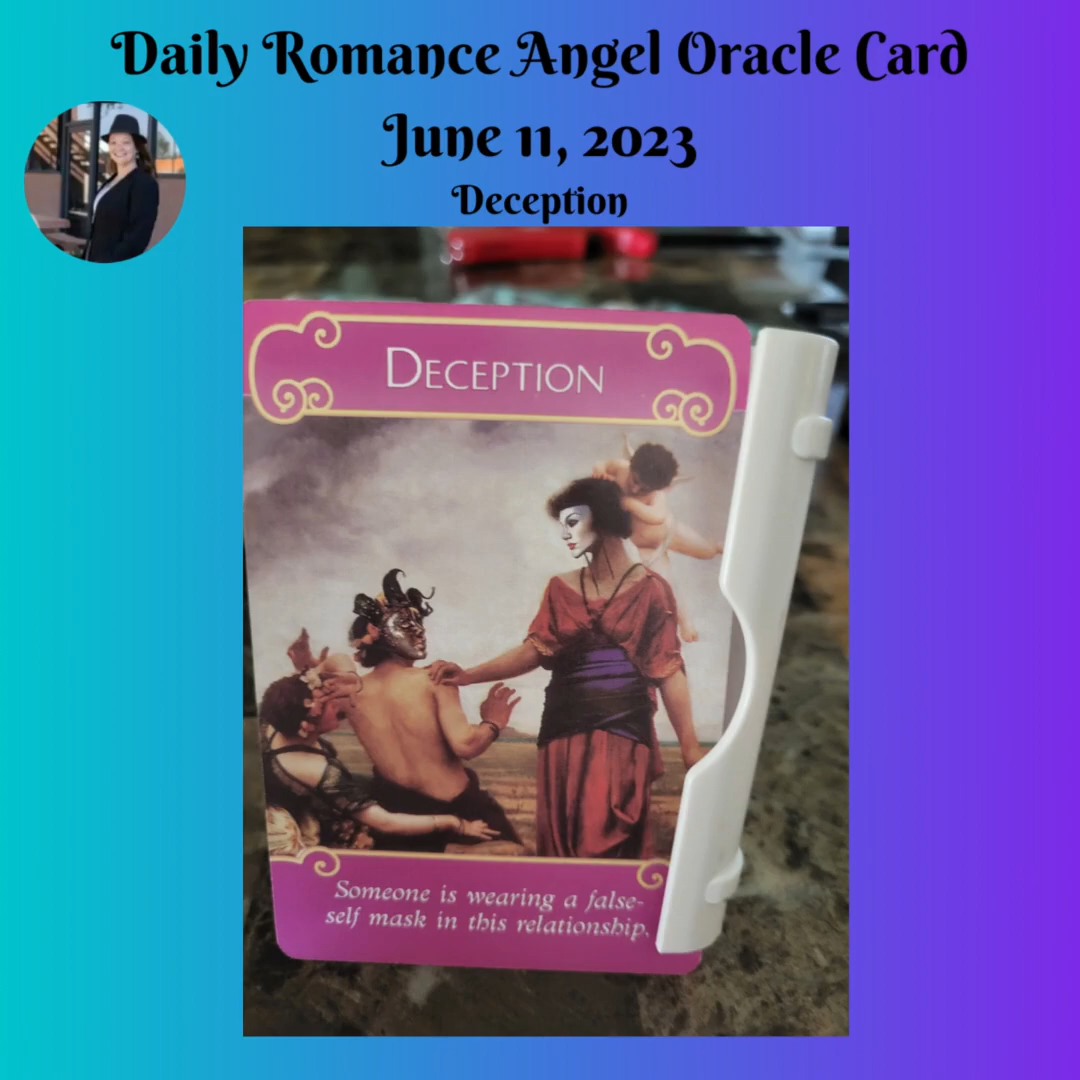 Daily Romance Angel Oracle Card
June 11, 2023
Deception
DECEPTION
Someone is wearing a false-
self mask in this relationship.